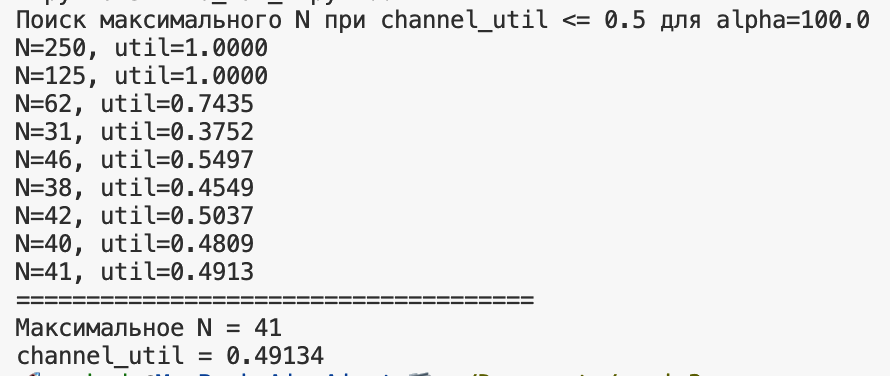 Поиск максимального N при channel_util <= 0.5 для alpha=100.0
N=250, util=1.0000
N=125, util=1.0000
N=62, util=0.7435
N=31, util=0.3752
N=46, util=0.5497
N=38, util=0.4549
N=42, util=0.5037
N=40, util=0.4809
N=41, util=0.4913
=====================================
Максимальное N = 41
channel_util = 0.49134